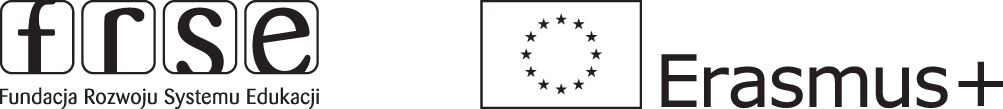 frse
Fundacja Rozwoju Systemu Edukacji
Erasmus+